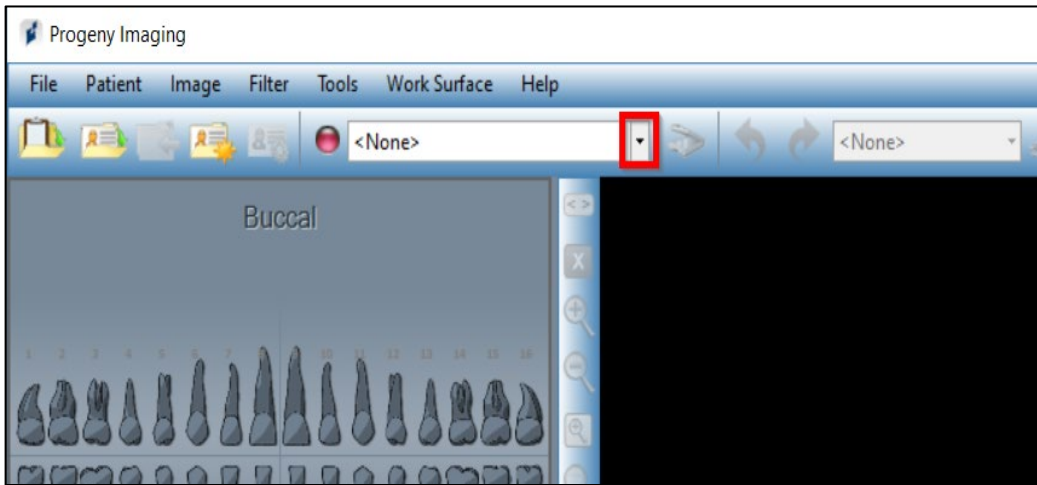 Progeny Imaging
File Patient Image Filter Tools Work Surface Help
<None> <None>
Buccal
X
1 2 3 4 5 6 7 8 9 10 11 12 13 14 15 16